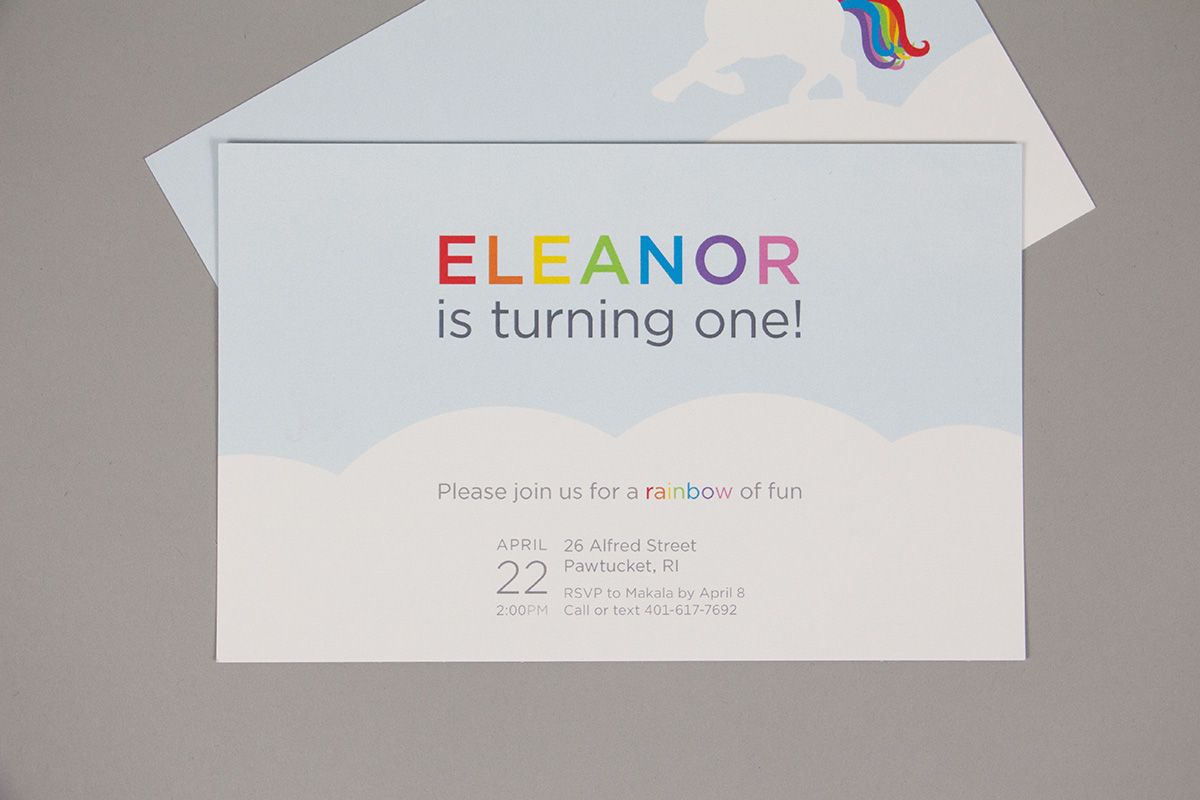 ELEANOR
is turning one!
Please join us for a rainbow of fun
APRIL
22
2:00PM
26 Alfred Street
Pawtucket, RI
RSVP to Makala by April 8
Call or text 401-617-7692